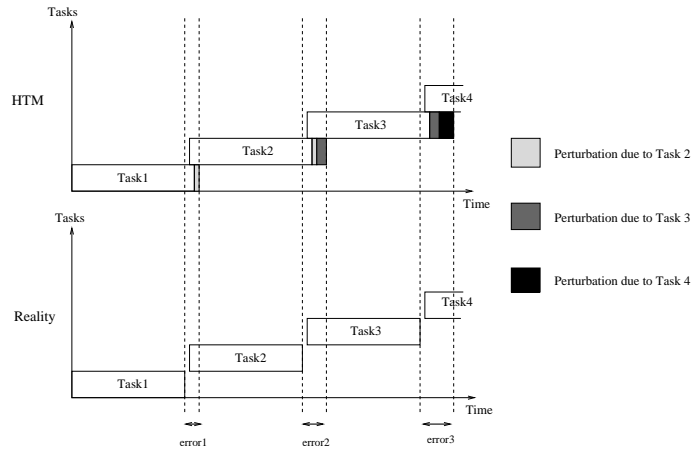 Tasks
HTM
Task4
Task3
Task2
Task1
Time
Perturbation due to Task 2
Perturbation due to Task 3
Perturbation due to Task 4
Tasks
Reality
Task4
Task3
Task2
Task1
Time
error1
error2
error3